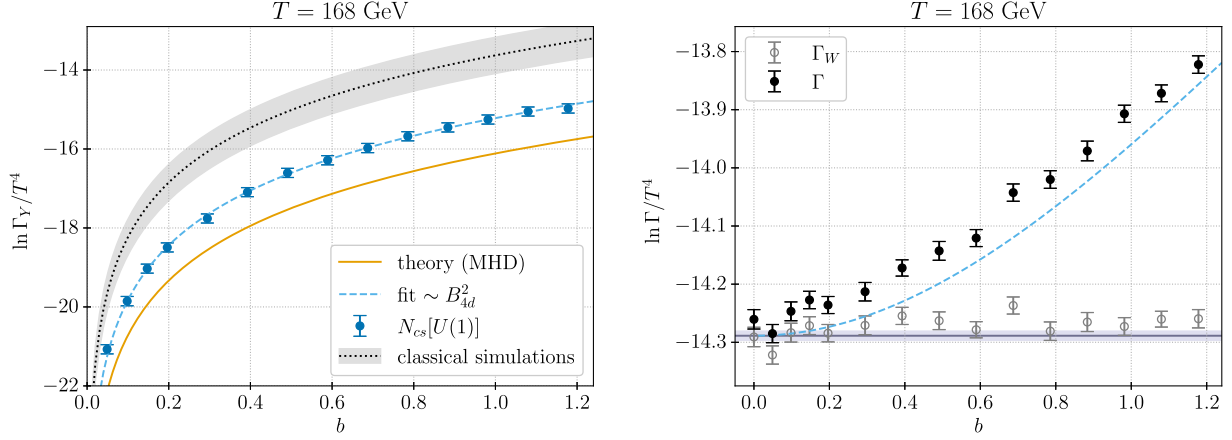 T = 168 GeV
ln Γ_Y/T^4
−14
−16
−18
−20
−22
0.0 0.2 0.4 0.6 0.8 1.0 1.2
b
theory (MHD)
fit ∼ B_{4d}^2
N_{cs}[U(1)]
classical simulations
T = 168 GeV
ln Γ/T^4
−13.8
−13.9
−14.0
−14.1
−14.2
−14.3
0.0 0.2 0.4 0.6 0.8 1.0 1.2
b
Γ_W
Γ